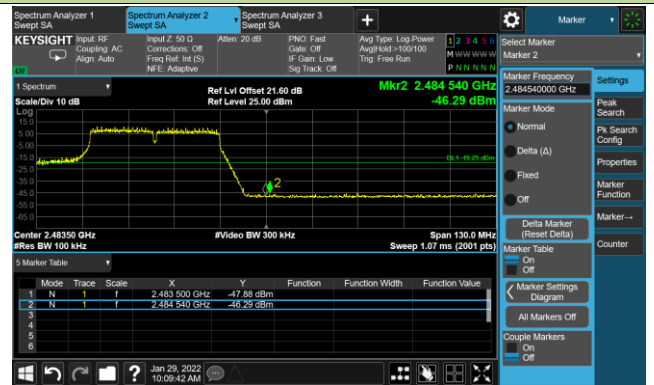 Spectrum Analyzer 1
Swept SA
Spectrum Analyzer 2
Swept SA
Spectrum Analyzer 3
Swept SA
+
Marker
KEYSIGHT
Input: RF
Coupling: AC
Align: Auto
Input Z: 50 Ω
Corrections: Off
Freq Ref: Int (S)
NFE: Adaptive
Atten: 20 dB
PNO: Fast
Gate: Off
IF Gain: Low
Sig Track: Off
Avg Type: Log-Power
Avg|Hold:>100/100
Trig: Free Run
1 2 3 4 5 6
M W W W W W
P N N N N N
LXI
Select Marker
Marker 2
1 Spectrum
Scale/Div 10 dB
Ref Lvl Offset 21.60 dB
Ref Level 25.00 dBm
Mkr2 2.484 540 GHz
-46.29 dBm
Log
15.0
5.00
-5.00
-15.0
-25.0
-35.0
-45.0
-55.0
-65.0
DL1 -19.25 dBm
2
Center 2.48350 GHz
#Res BW 100 kHz
#Video BW 300 kHz
Span 130.0 MHz
Sweep 1.07 ms (2001 pts)
5 Marker Table
Mode Trace Scale X Y Function Function Width Function Value
1 N 1 f 2.483 500 GHz -47.88 dBm
2 N 1 f 2.484 540 GHz -46.29 dBm
3
4
5
6
Marker Frequency
2.484540000 GHz
Marker Mode
Normal
Delta (Δ)
Fixed
Off
Delta Marker
(Reset Delta)
Marker Table
On
Off
Marker Settings
Diagram
All Markers Off
Couple Markers
On
Off
Settings
Peak
Search
Pk Search
Config
Properties
Marker
Function
Marker→
Counter
?
Jan 29, 2022
10:09:42 AM